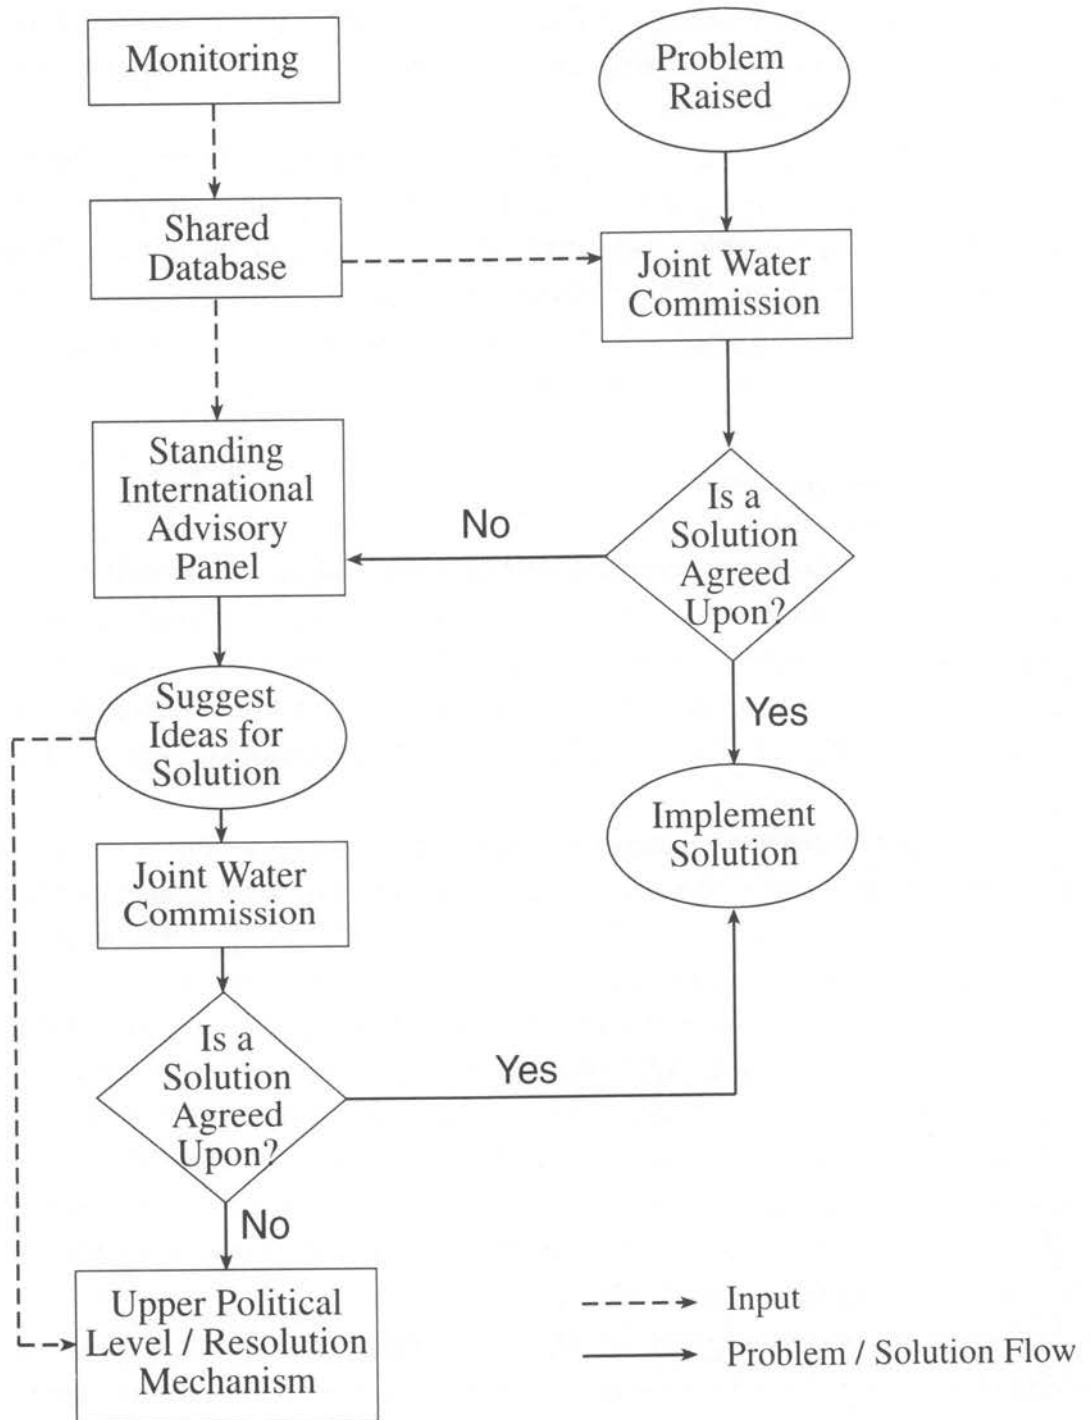 Monitoring
Problem
Raised
Shared
Database
Joint Water
Commission
Standing
International
Advisory
Panel
No
Is a
Solution
Agreed
Upon?
Yes
Suggest
Ideas for
Solution
Implement
Solution
Joint Water
Commission
Is a
Solution
Agreed
Upon?
Yes
No
Upper Political
Level / Resolution
Mechanism
Input
Problem / Solution Flow